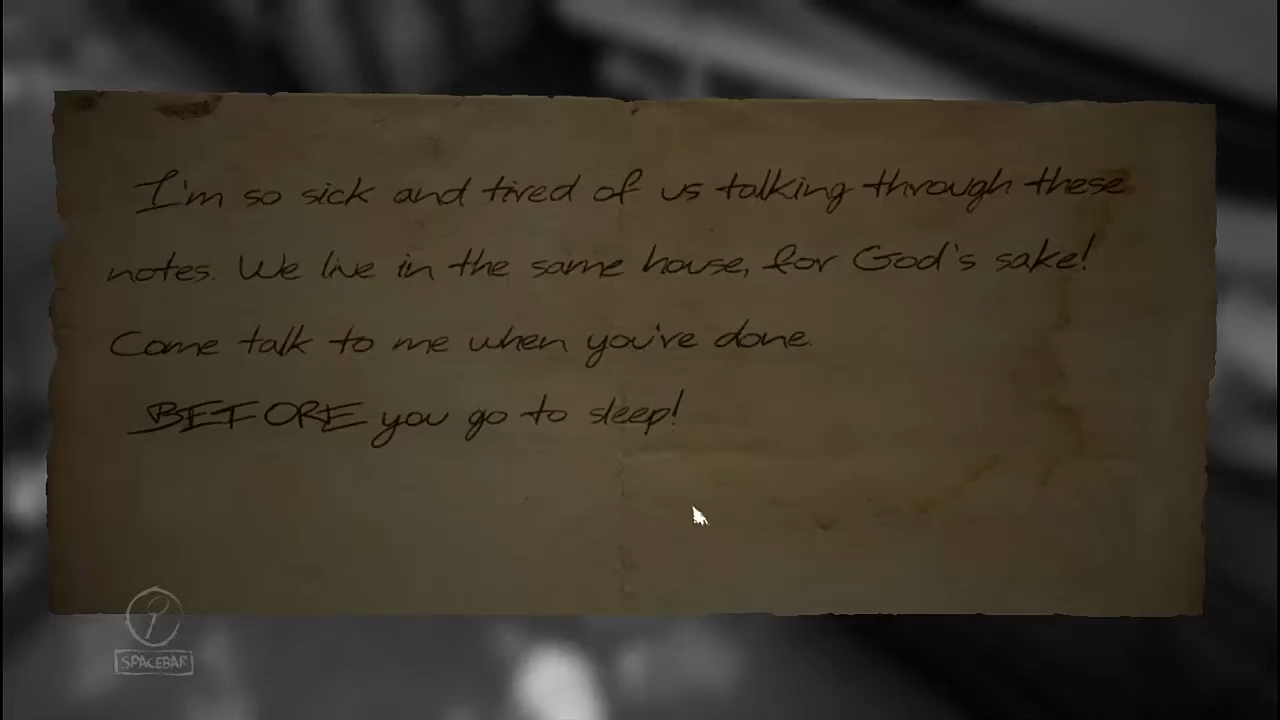 I'm so sick and tired of us talking through these
notes. We live in the same house, for God's sake!
Come talk to me when you're done.
BEFORE you go to sleep!
SPACEBAR